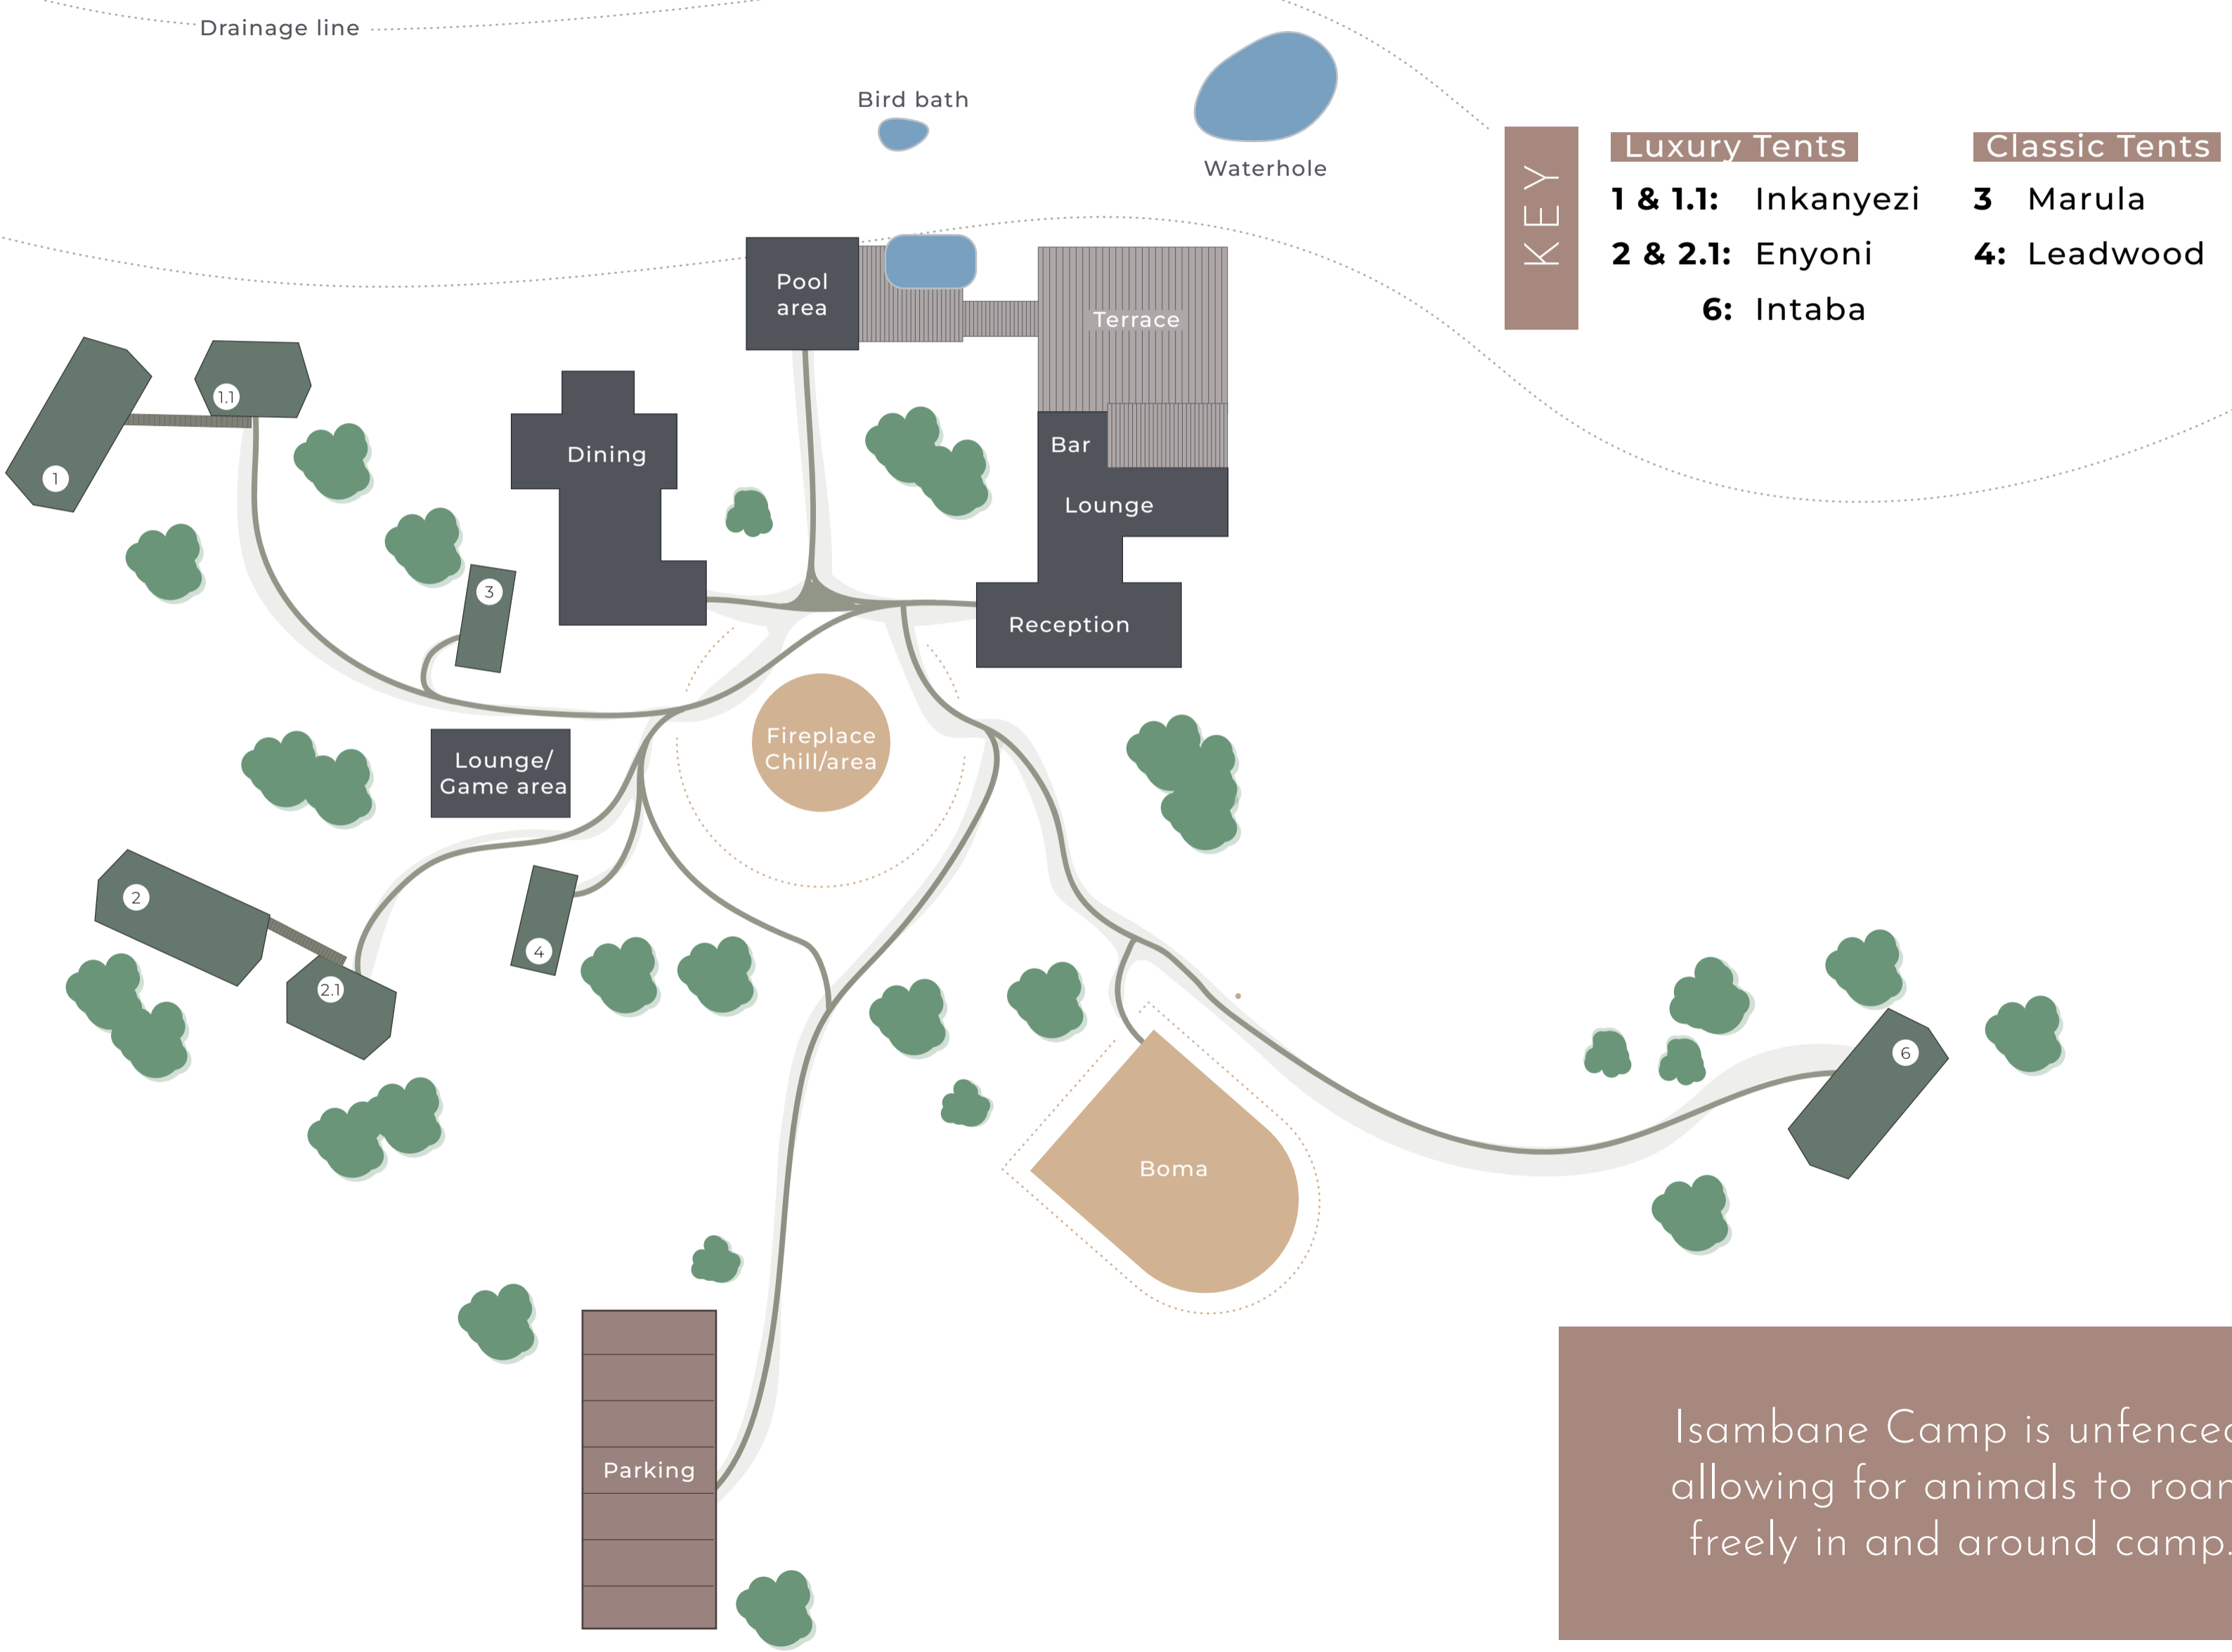 Drainage line
Bird bath
Waterhole
KEY
Luxury Tents
1 & 1.1: Inkanyezi
2 & 2.1: Enyoni
6: Intaba
Classic Tents
3 Marula
4: Leadwood
Pool
area
Terrace
1.1
1
Dining
Bar
Lounge
3
Reception
Fireplace
Chill/area
Lounge/
Game area
2
4
2.1
6
Boma
Parking
Isambane Camp is unfenced
allowing for animals to roam
freely in and around camp.